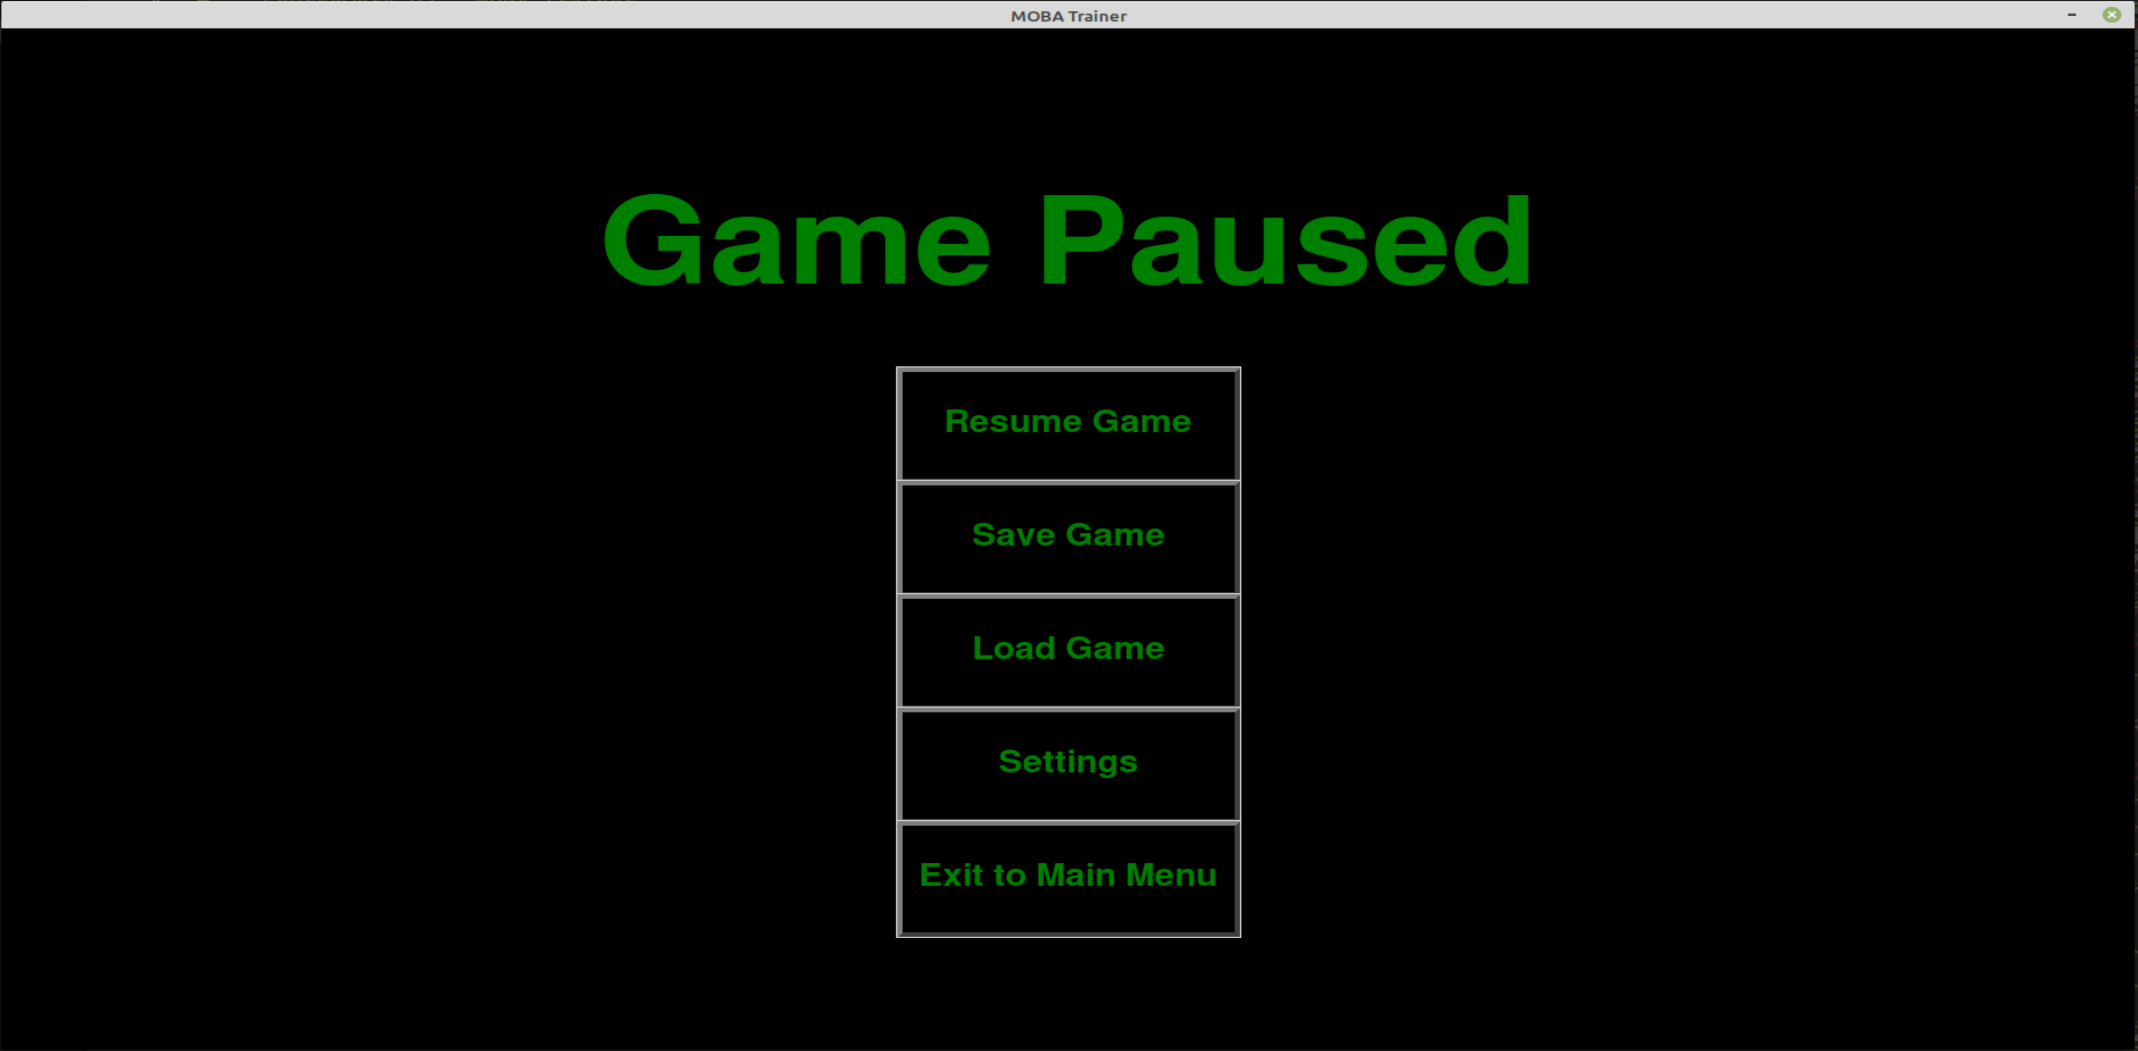 MOBA Trainer
Game Paused
Resume Game
Save Game
Load Game
Settings
Exit to Main Menu